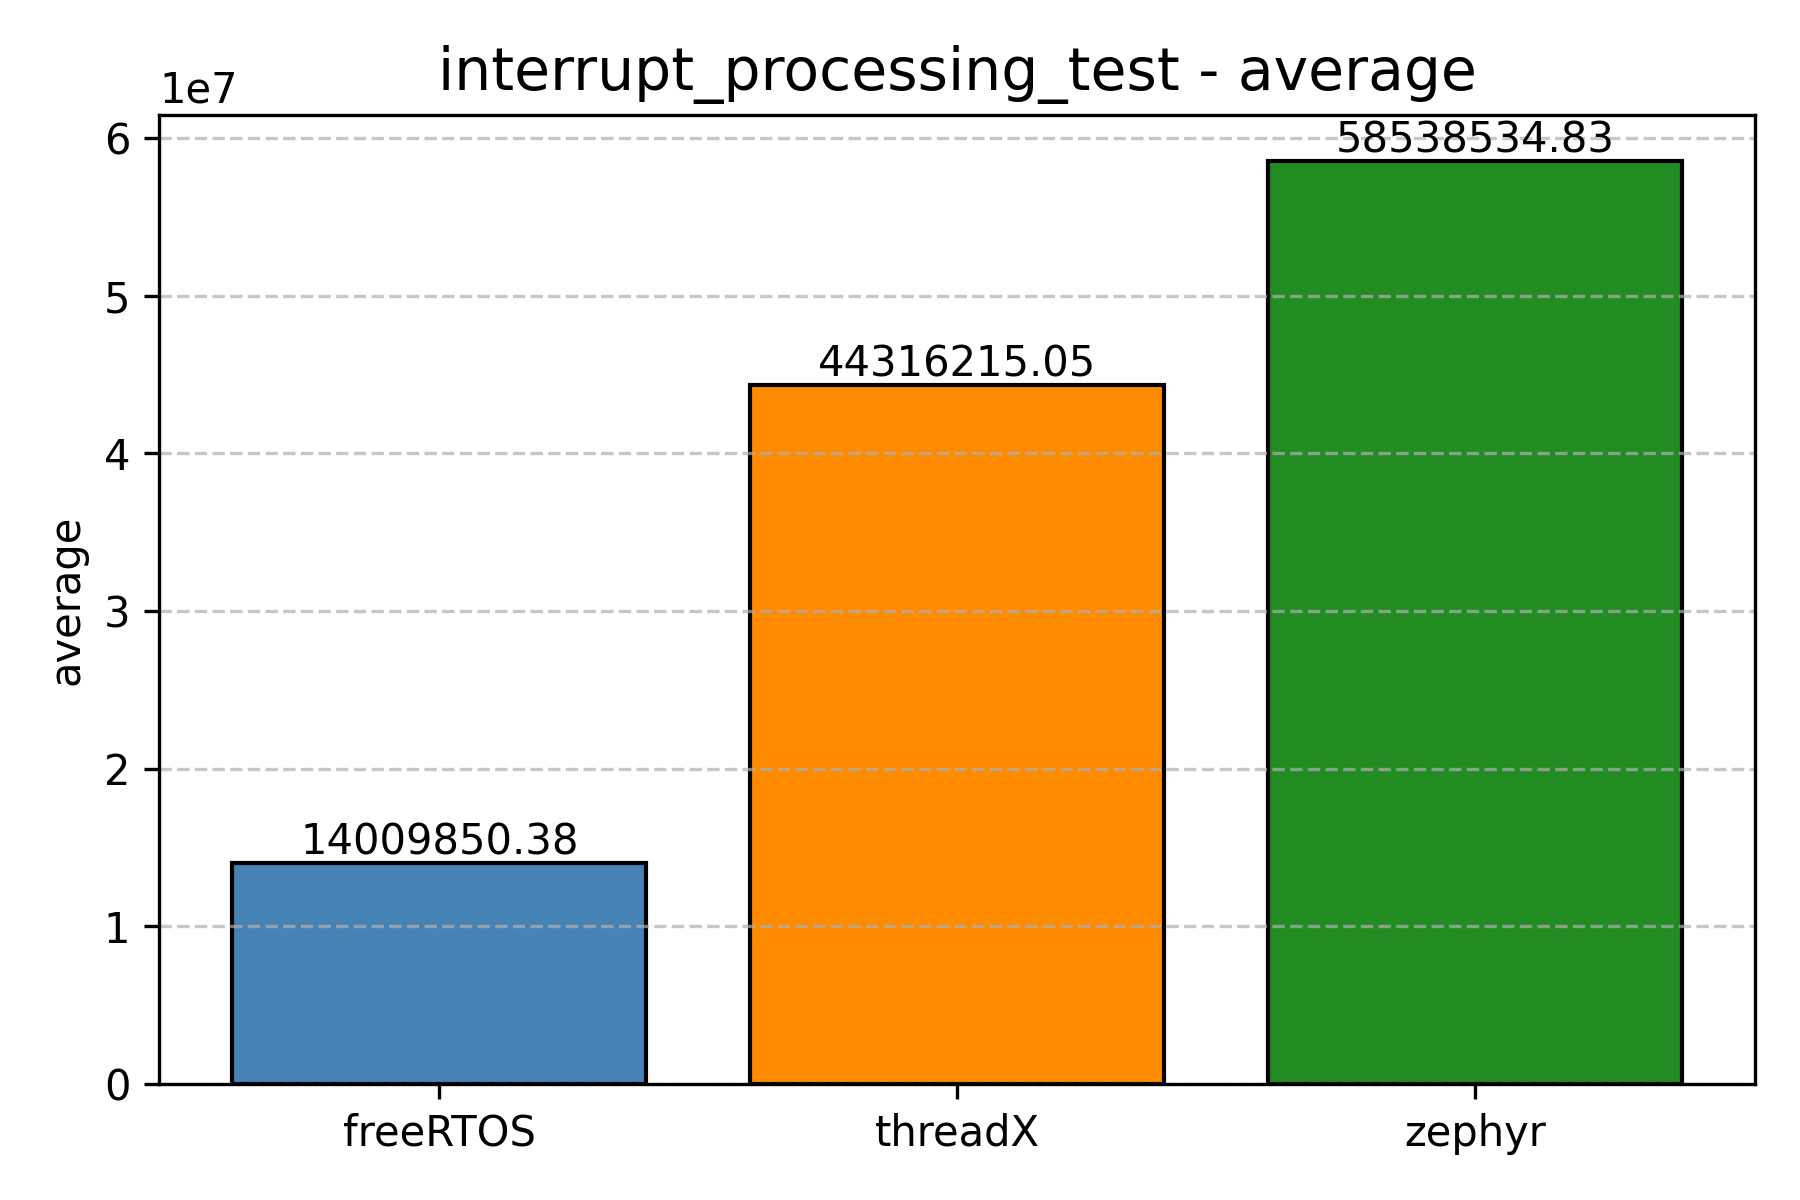 interrupt_processing_test - average
1e7
6
5
4
3
2
1
0
average
14009850.38
44316215.05
58538534.83
freeRTOS
threadX
zephyr